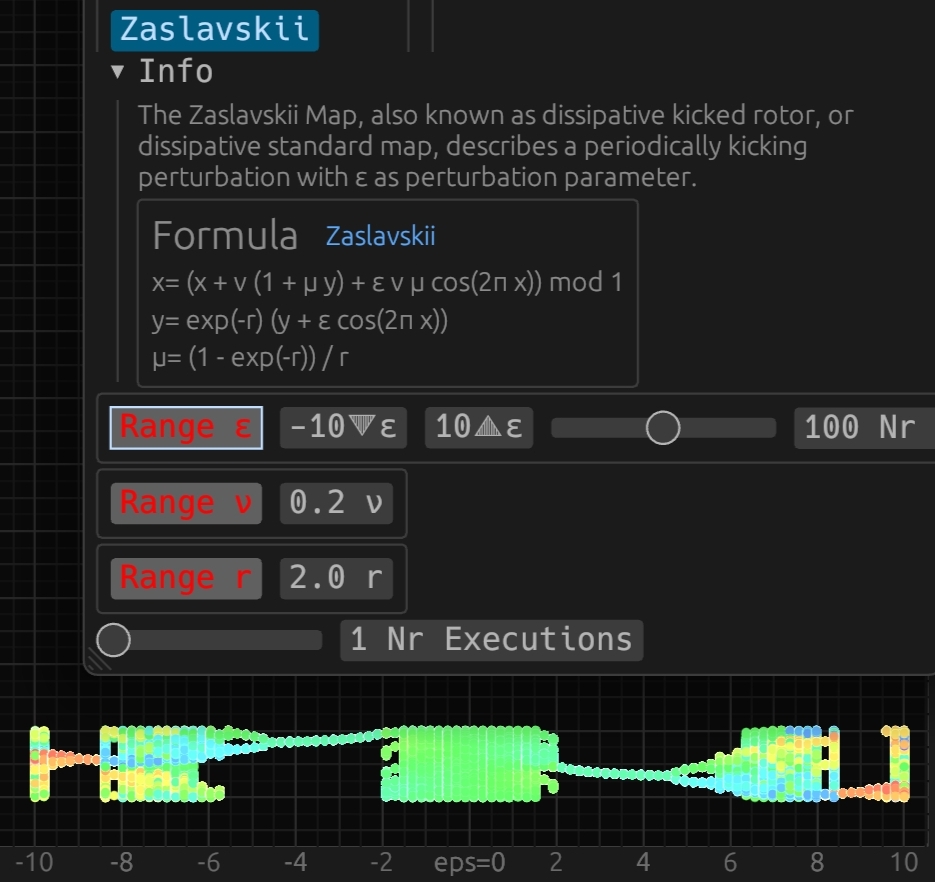 Zaslavskii
▼ Info
The Zaslavskii Map, also known as dissipative kicked rotor, or
dissipative standard map, describes a periodically kicking
perturbation with ε as perturbation parameter.
Formula Zaslavskii
x= (x + ν (1 + μ y) + ε ν μ cos(2π x)) mod 1
y= exp(-r) (y + ε cos(2π x))
μ= (1 - exp(-r)) / r
Range ε -10▼ε 10▲ε 100 Nr
Range ν 0.2 ν
Range r 2.0 r
1 Nr Executions
-10 -8 -6 -4 -2 eps=0 2 4 6 8 10